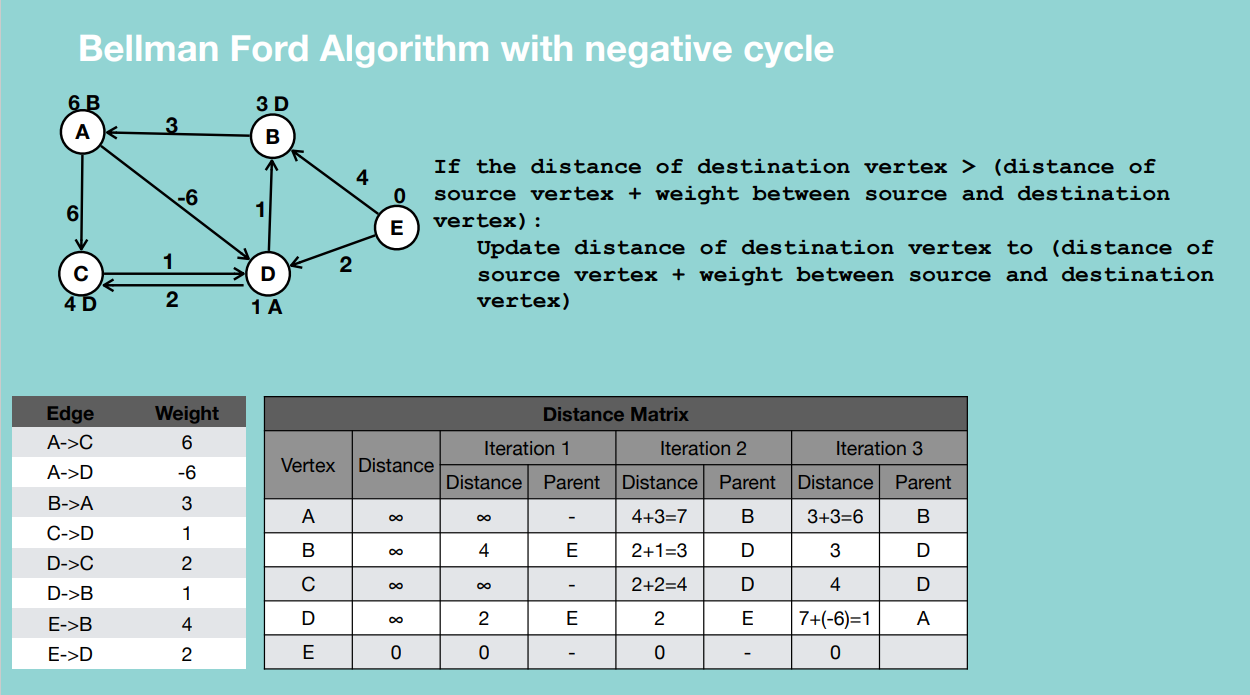 Bellman Ford Algorithm with negative cycle
6 B
3 D
A
3
B
4
0
-6
6
1
E
C
1
D
2
2
4 D
1 A
If the distance of destination vertex > (distance of
source vertex + weight between source and destination
vertex):
Update distance of destination vertex to (distance of
source vertex + weight between source and destination
vertex)
Edge Weight
A->C 6
A->D -6
B->A 3
C->D 1
D->C 2
D->B 1
E->B 4
E->D 2
Distance Matrix
Vertex Distance Iteration 1 Iteration 2 Iteration 3
Distance Parent Distance Parent Distance Parent
A ∞ ∞ - 4+3=7 B 3+3=6 B
B ∞ 4 E 2+1=3 D 3 D
C ∞ ∞ - 2+2=4 D 4 D
D ∞ 2 E 2 E 7+(-6)=1 A
E 0 0 - 0 - 0